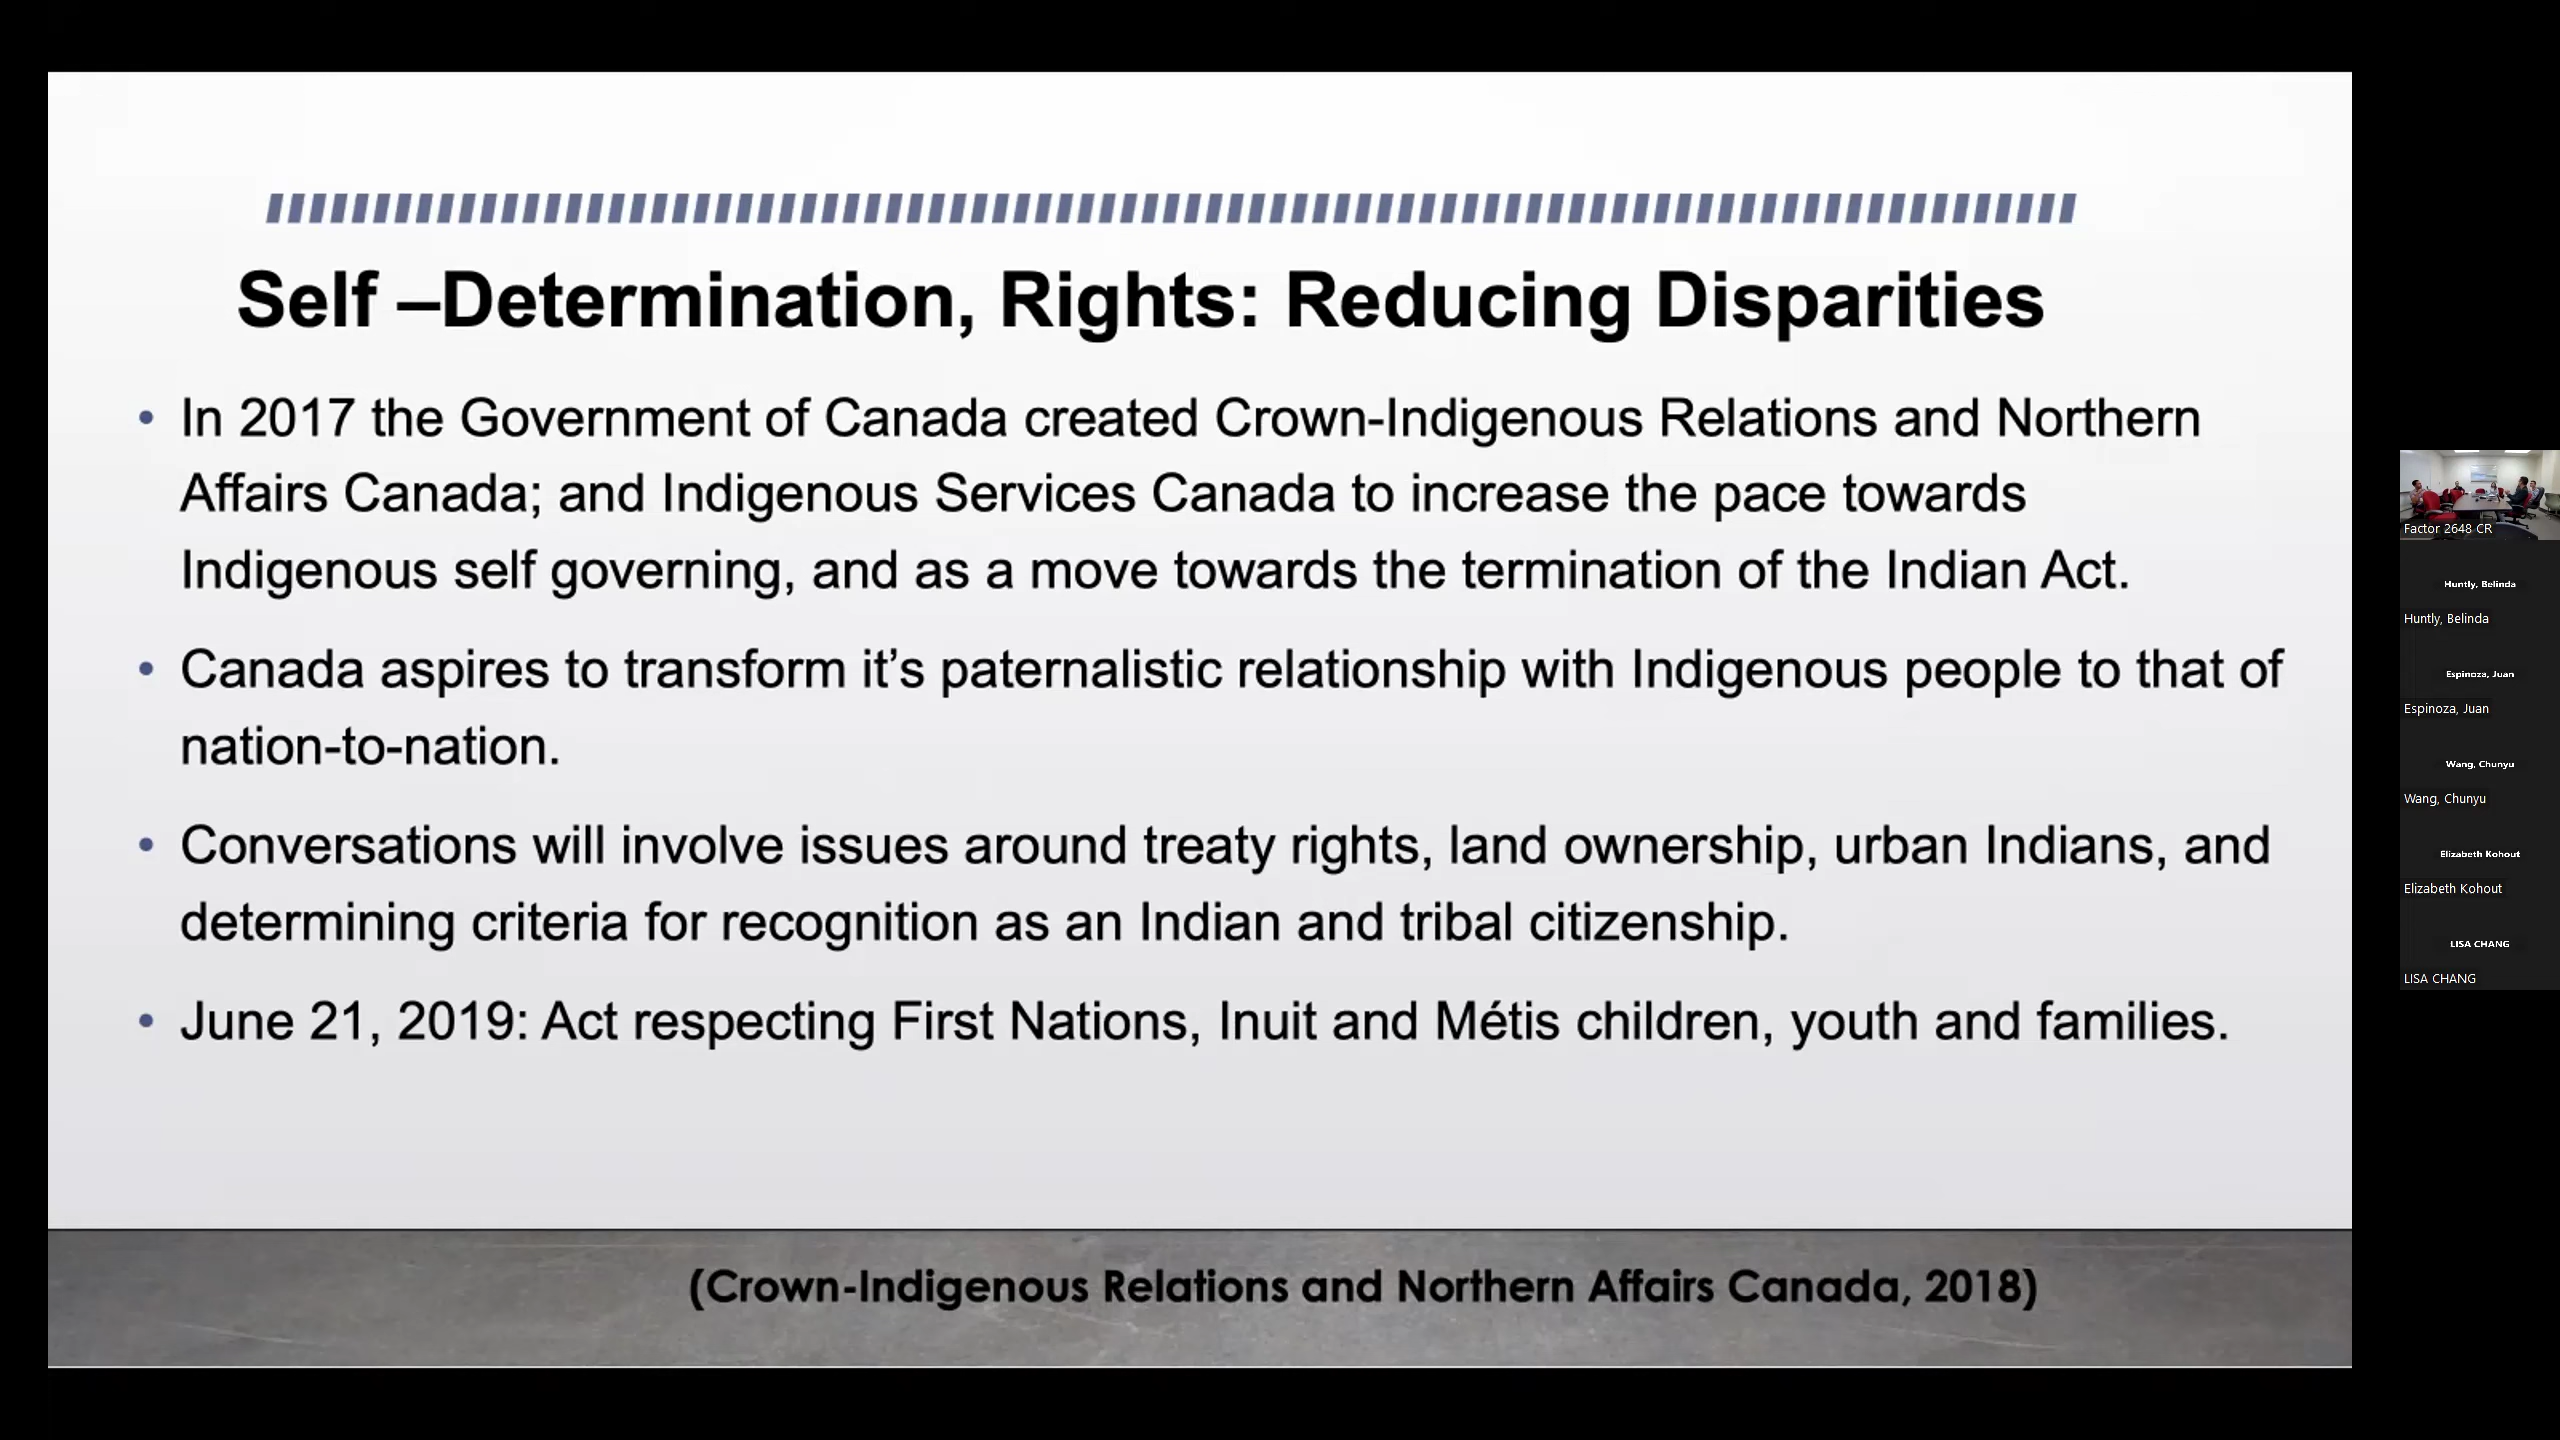 Self –Determination, Rights: Reducing Disparities
• In 2017 the Government of Canada created Crown-Indigenous Relations and Northern
Affairs Canada; and Indigenous Services Canada to increase the pace towards
Indigenous self governing, and as a move towards the termination of the Indian Act.
• Canada aspires to transform it’s paternalistic relationship with Indigenous people to that of
nation-to-nation.
• Conversations will involve issues around treaty rights, land ownership, urban Indians, and
determining criteria for recognition as an Indian and tribal citizenship.
• June 21, 2019: Act respecting First Nations, Inuit and Métis children, youth and families.
(Crown-Indigenous Relations and Northern Affairs Canada, 2018)
Factor 2648 CR
Huntly, Belinda
Huntly, Belinda
Espinoza, Juan
Espinoza, Juan
Wang, Chunyu
Wang, Chunyu
Elizabeth Kohout
Elizabeth Kohout
LISA CHANG
LISA CHANG